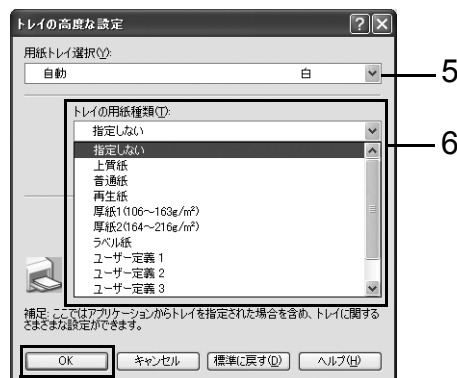 トレイの高度な設定
用紙トレイ選択(Y):
自動 白
5
トレイの用紙種類(T):
指定しない
6
指定しない
上質紙
普通紙
再生紙
厚紙1(106～163g/m²)
厚紙2(164～216g/m²)
ラベル紙
ユーザー定義 1
ユーザー定義 2
ユーザー定義 3
補足: ここではアプリケーションからトレイを指定された場合を含め、トレイに関する
さまざまな設定ができます。
OK キャンセル 標準に戻す(D) ヘルプ(H)